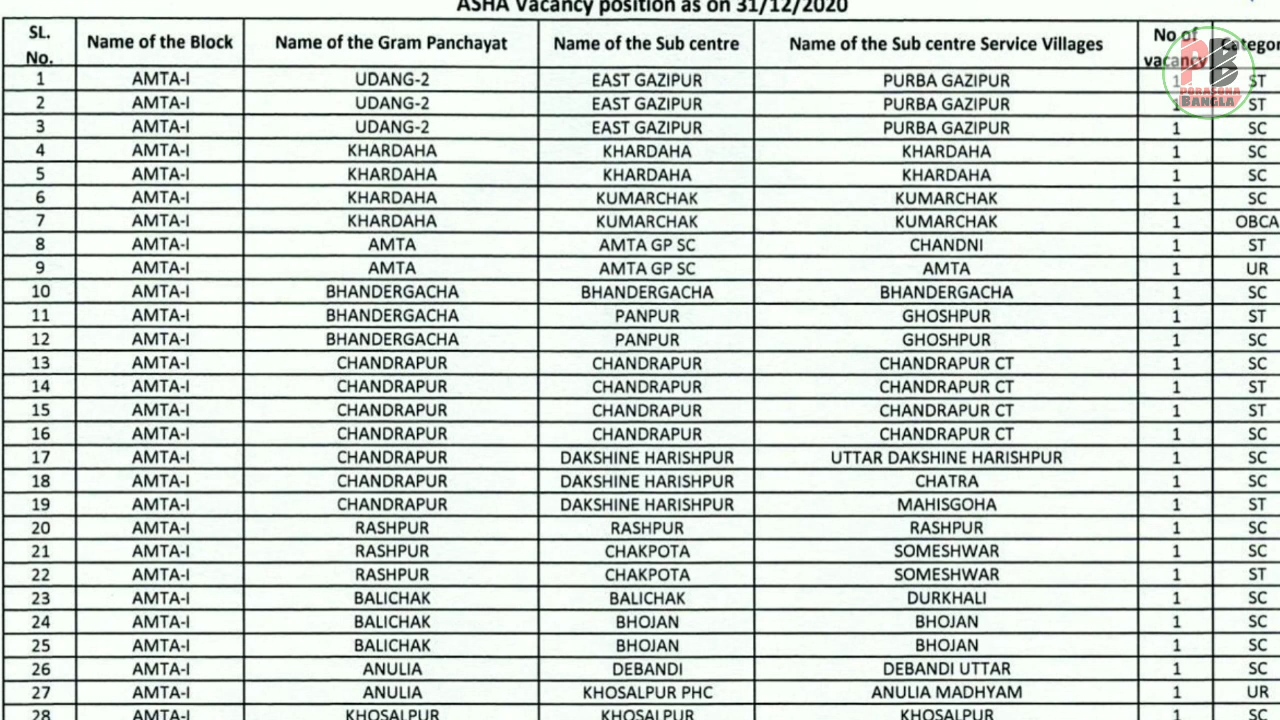 ASHA Vacancy position as on 31/12/2020
SL. No. Name of the Block Name of the Gram Panchayat Name of the Sub centre Name of the Sub centre Service Villages No of vacancy Categor
PORASONA BANGLA
1 AMTA-I UDANG-2 EAST GAZIPUR PURBA GAZIPUR 1 ST
2 AMTA-I UDANG-2 EAST GAZIPUR PURBA GAZIPUR 1 ST
3 AMTA-I UDANG-2 EAST GAZIPUR PURBA GAZIPUR 1 SC
4 AMTA-I KHARDAHA KHARDAHA KHARDAHA 1 SC
5 AMTA-I KHARDAHA KHARDAHA KHARDAHA 1 SC
6 AMTA-I KHARDAHA KUMARCHAK KUMARCHAK 1 SC
7 AMTA-I KHARDAHA KUMARCHAK KUMARCHAK 1 OBCA
8 AMTA-I AMTA AMTA GP SC CHANDNI 1 ST
9 AMTA-I AMTA AMTA GP SC AMTA 1 UR
10 AMTA-I BHANDERGACHA BHANDERGACHA BHANDERGACHA 1 SC
11 AMTA-I BHANDERGACHA PANPUR GHOSHPUR 1 ST
12 AMTA-I BHANDERGACHA PANPUR GHOSHPUR 1 SC
13 AMTA-I CHANDRAPUR CHANDRAPUR CHANDRAPUR CT 1 SC
14 AMTA-I CHANDRAPUR CHANDRAPUR CHANDRAPUR CT 1 ST
15 AMTA-I CHANDRAPUR CHANDRAPUR CHANDRAPUR CT 1 ST
16 AMTA-I CHANDRAPUR CHANDRAPUR CHANDRAPUR CT 1 SC
17 AMTA-I CHANDRAPUR DAKSHINE HARISHPUR UTTAR DAKSHINE HARISHPUR 1 SC
18 AMTA-I CHANDRAPUR DAKSHINE HARISHPUR CHATRA 1 SC
19 AMTA-I CHANDRAPUR DAKSHINE HARISHPUR MAHISGOHA 1 ST
20 AMTA-I RASHPUR RASHPUR RASHPUR 1 SC
21 AMTA-I RASHPUR CHAKPOTA SOMESHWAR 1 SC
22 AMTA-I RASHPUR CHAKPOTA SOMESHWAR 1 ST
23 AMTA-I BALICHAK BALICHAK DURKHALI 1 SC
24 AMTA-I BALICHAK BHOJAN BHOJAN 1 SC
25 AMTA-I BALICHAK BHOJAN BHOJAN 1 SC
26 AMTA-I ANULIA DEBANDI DEBANDI UTTAR 1 SC
27 AMTA-I ANULIA KHOSALPUR PHC ANULIA MADHYAM 1 UR
28 AMTA-I KHOSALPUR KHOSALPUR KHOSALPUR 1 SC